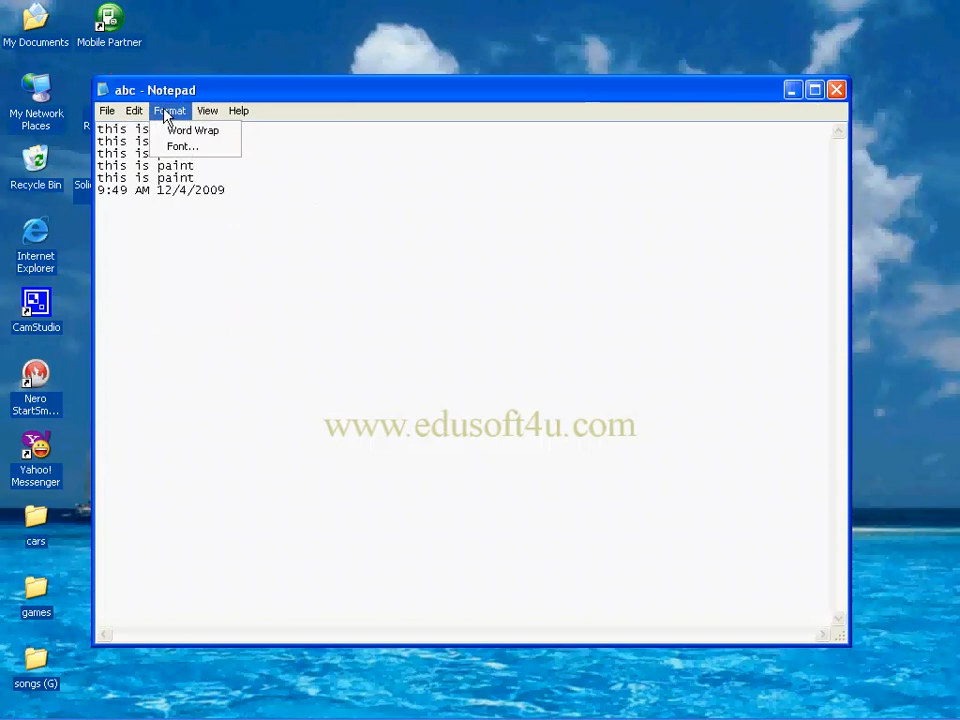 My Documents
Mobile Partner
abc - Notepad
File Edit Format View Help
My Network
Places
this is
Word Wrap
this is
Font...
this is
this is paint
this is paint
9:49 AM 12/4/2009
Recycle Bin
Internet
Explorer
CamStudio
Nero
StartSm...
www.edusoft4u.com
Yahoo!
Messenger
cars
games
songs (G)